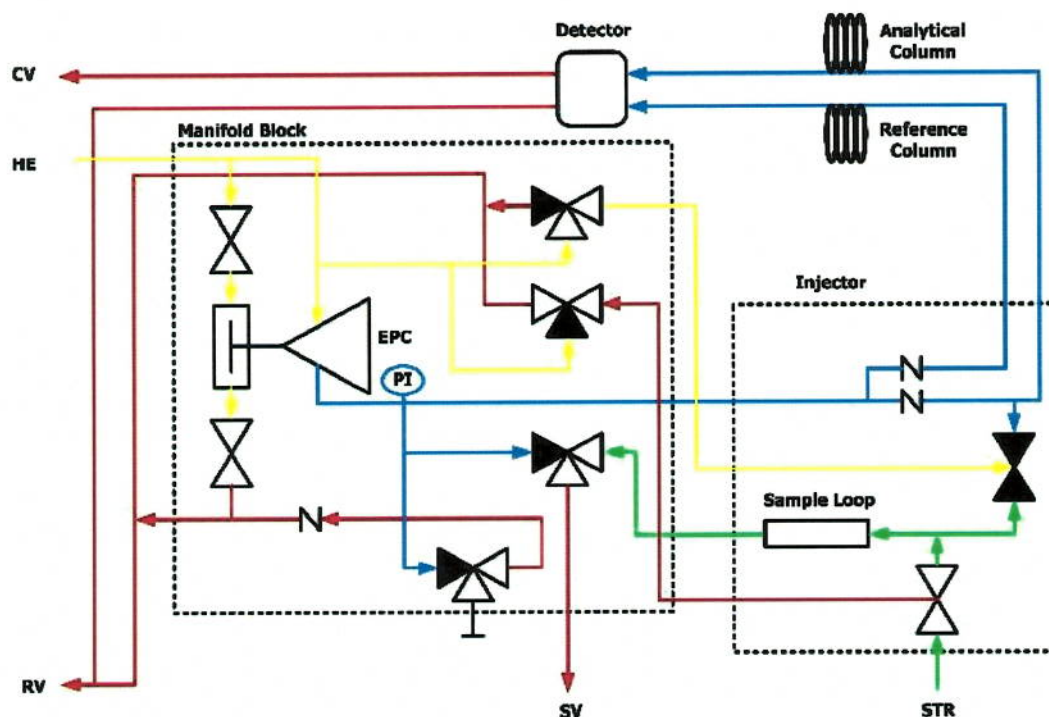 Detector
Analytical
Column
CV
Manifold Block
Reference
Column
HE
Injector
EPC
PI
N
N
Sample Loop
N
RV
SV
STR